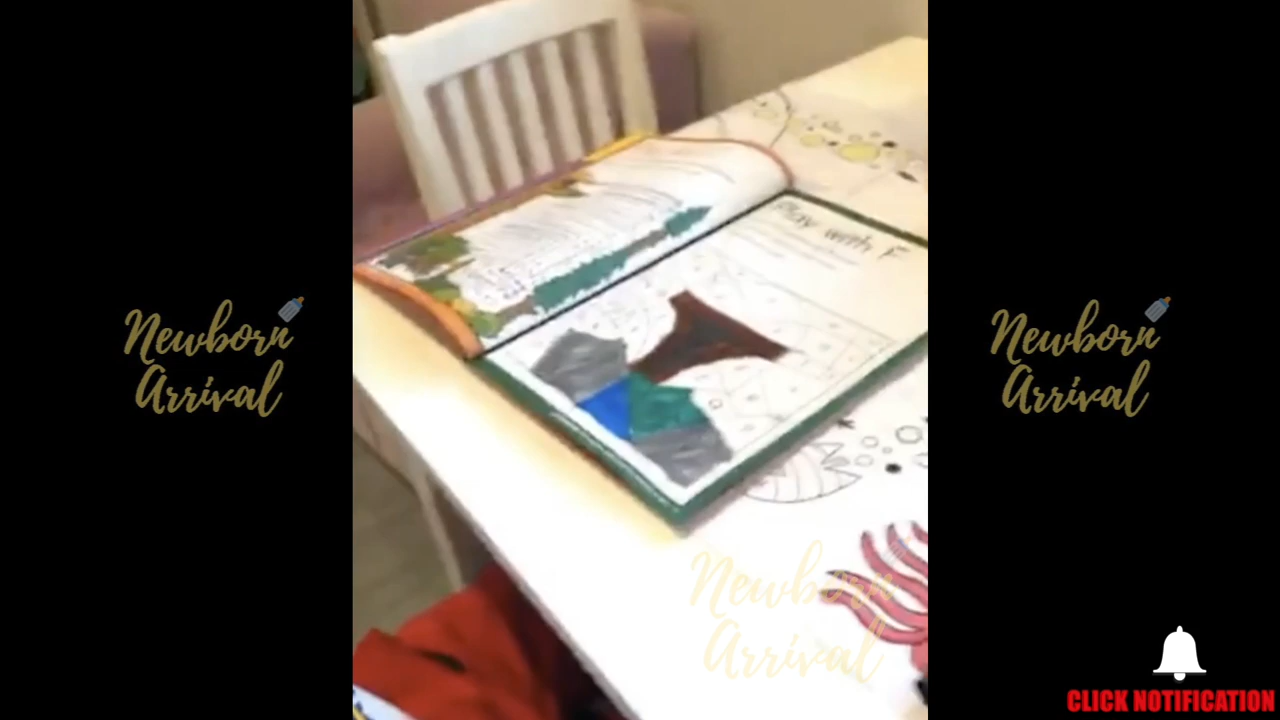 Play with F
Newborn
Arrival
Newborn
Arrival
Newborn
Arrival
CLICK NOTIFICATION